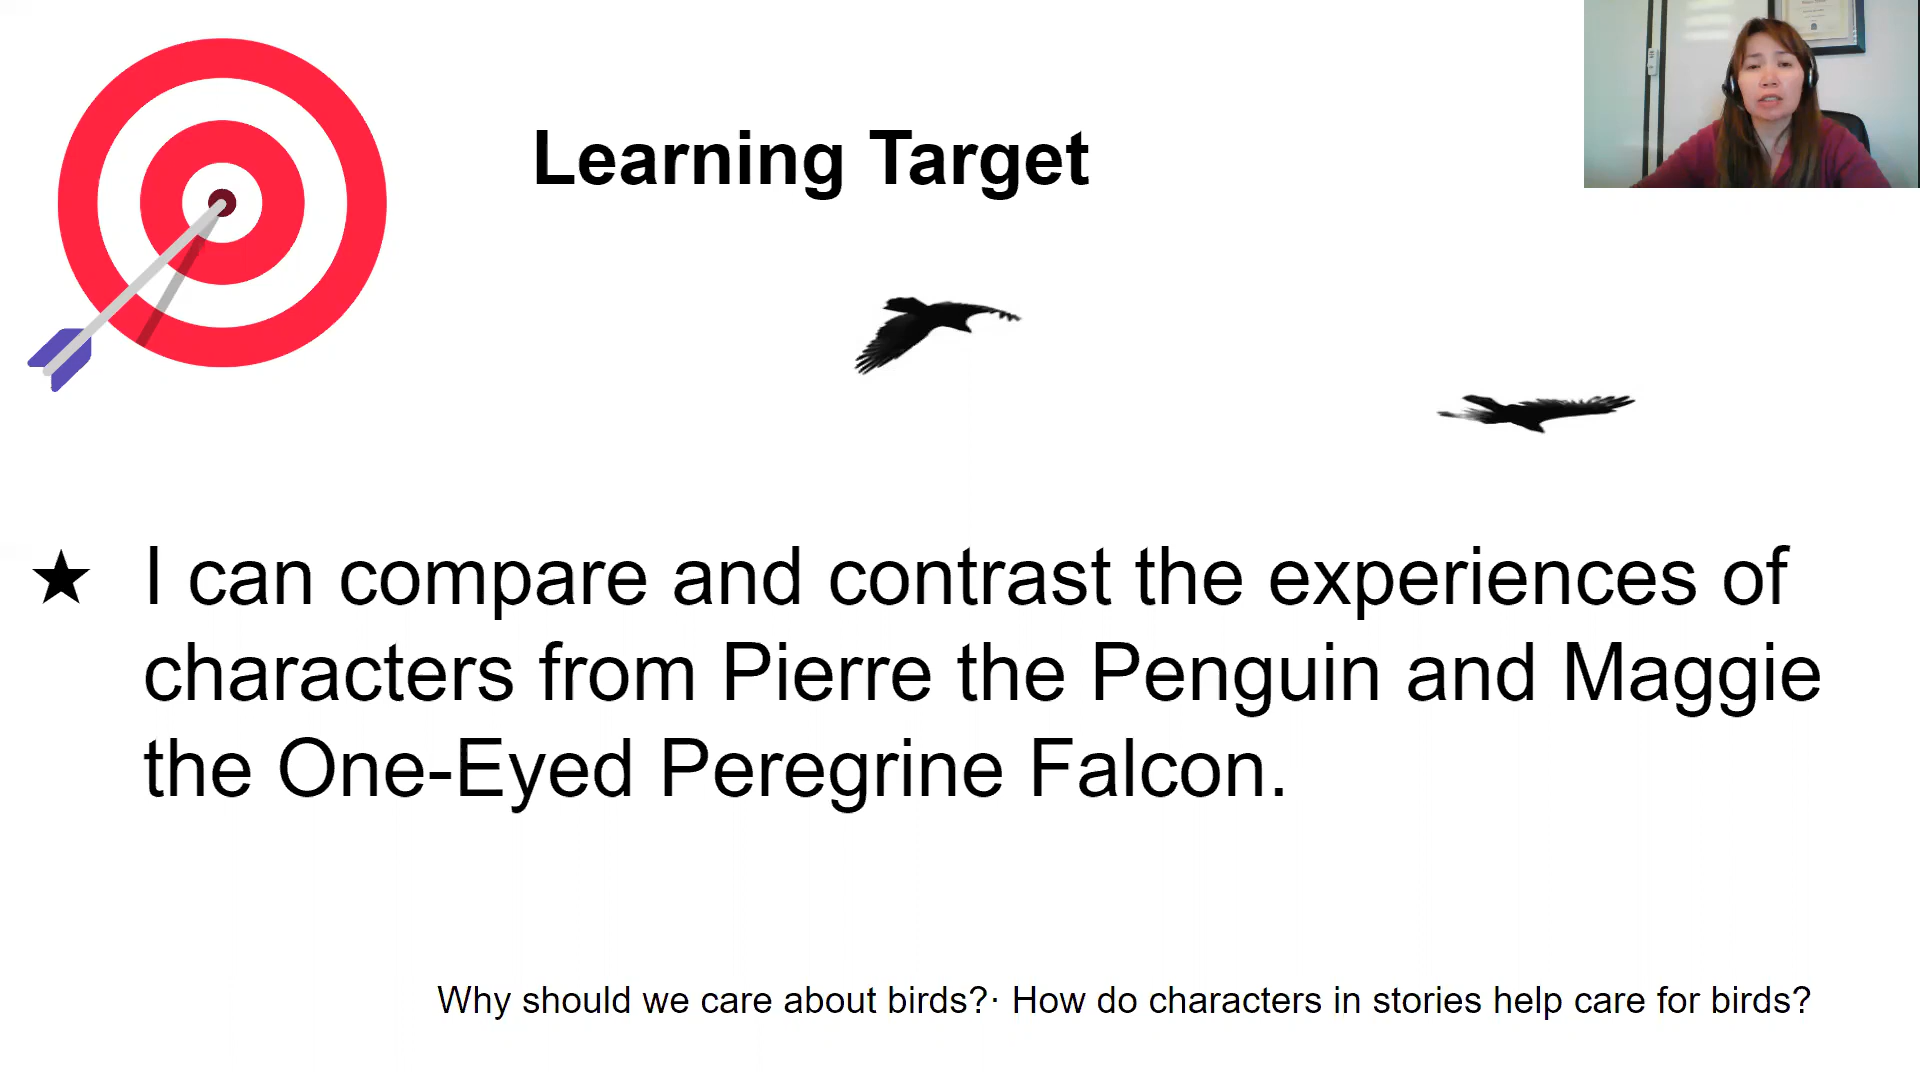 Learning Target
★ I can compare and contrast the experiences of
characters from Pierre the Penguin and Maggie
the One-Eyed Peregrine Falcon.
Why should we care about birds?· How do characters in stories help care for birds?